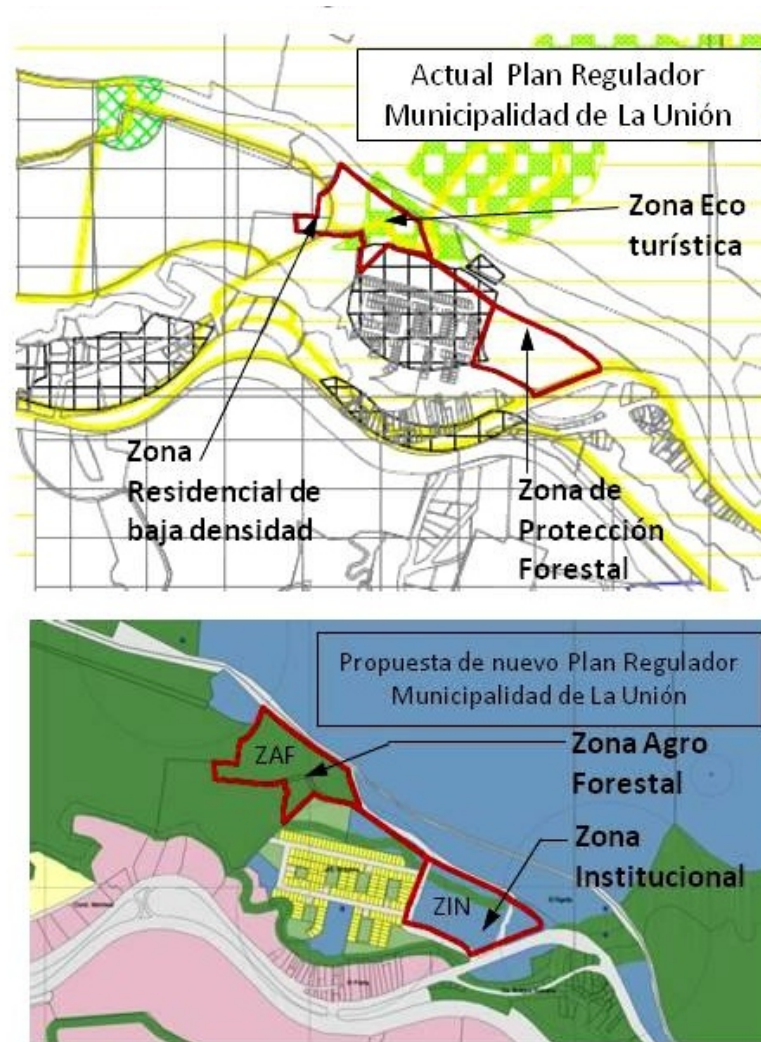 Actual Plan Regulador
Municipalidad de La Unión
Zona Eco
turística
Zona
Residencial de
baja densidad
Zona de
Protección
Forestal
Propuesta de nuevo Plan Regulador
Municipalidad de La Unión
ZAF
Zona Agro
Forestal
Zona
Institucional
ZIN